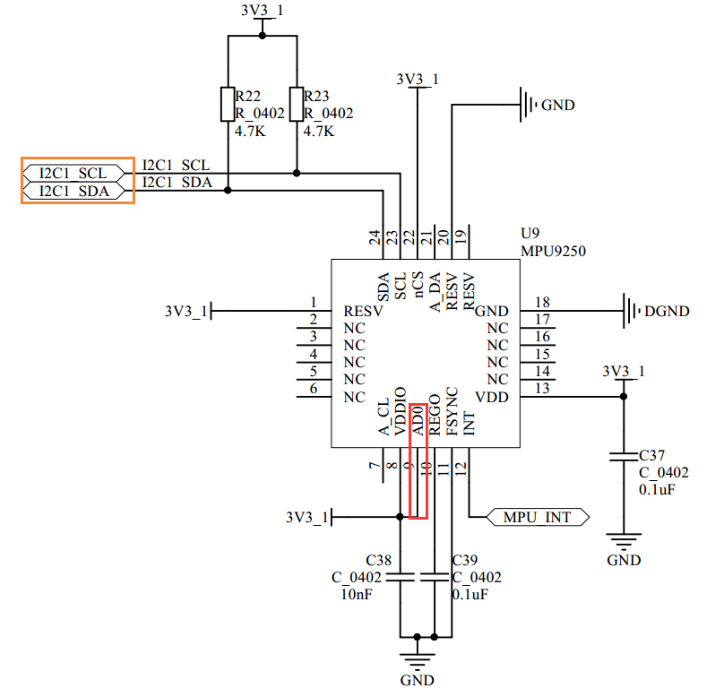 3V3_1
R22
R_0402
4.7K
R23
R_0402
4.7K
3V3_1
GND
I2C1_SCL
I2C1_SCL
I2C1_SDA
I2C1_SDA
24
23
22
21
20
19
U9
MPU9250
SDA
SCL
nCS
A_DA
RESV
RESV
3V3_1
1
RESV
2
NC
3
NC
4
NC
5
NC
6
NC
GND
18
DGND
NC
17
NC
16
NC
15
NC
14
VDD
13
3V3_1
A_CL
VDDIO
AD0
REGO
FSYNC
INT
7
8
9
10
11
12
C37
C_0402
0.1uF
GND
3V3_1
MPU_INT
C38
C_0402
10nF
C39
C_0402
0.1uF
GND